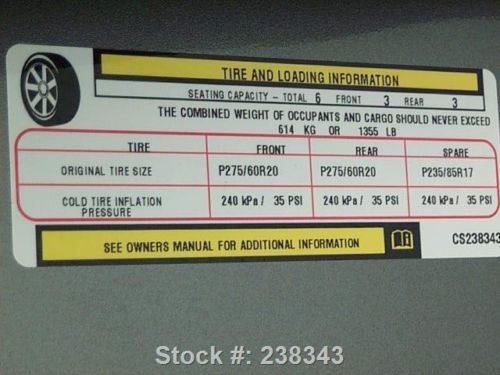 TIRE AND LOADING INFORMATION
SEATING CAPACITY - TOTAL 6 FRONT 3 REAR 3
THE COMBINED WEIGHT OF OCCUPANTS AND CARGO SHOULD NEVER EXCEED
614 KG OR 1355 LB
TIRE FRONT REAR SPARE
ORIGINAL TIRE SIZE P275/60R20 P275/60R20 P235/85R17
COLD TIRE INFLATION PRESSURE 240 kPa/ 35 PSI 240 kPa/ 35 PSI 240 kPa/ 35 PSI
SEE OWNERS MANUAL FOR ADDITIONAL INFORMATION CS238343
Stock #: 238343